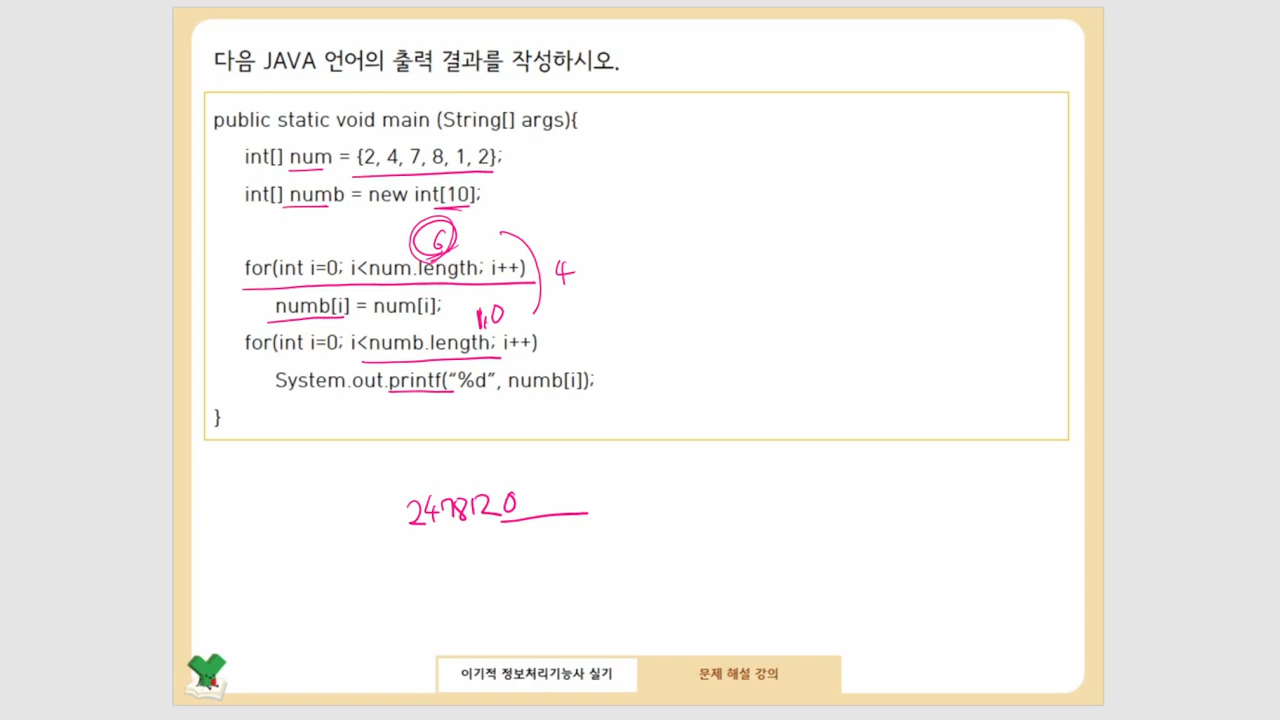 다음 JAVA 언어의 출력 결과를 작성하시오.
public static void main (String[] args){
int[] num = {2, 4, 7, 8, 1, 2};
int[] numb = new int[10];
6
for(int i=0; i<num.length; i++)
4
numb[i] = num[i];
10
for(int i=0; i<numb.length; i++)
System.out.printf(“%d”, numb[i]);
}
2478120
이기적 정보처리기능사 실기
문제 해설 강의